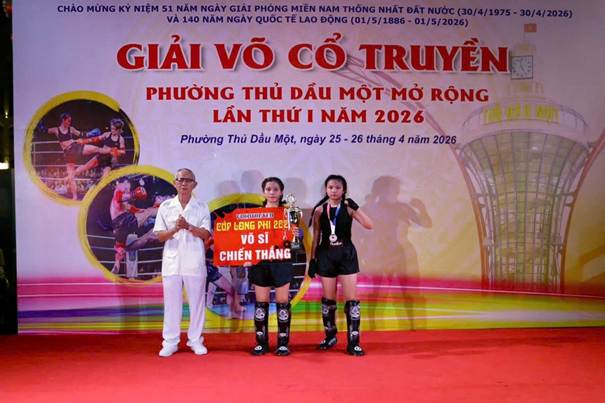 CHÀO MỪNG KỶ NIỆM 51 NĂM NGÀY GIẢI PHÓNG MIỀN NAM THỐNG NHẤT ĐẤT NƯỚC (30/4/1975 - 30/4/2026)
VÀ 140 NĂM NGÀY QUỐC TẾ LAO ĐỘNG (01/5/1886 - 01/5/2026)
GIẢI VÕ CỔ TRUYỀN
PHƯỜNG THỦ DẦU MỘT MỞ RỘNG
LẦN THỨ I NĂM 2026
Phường Thủ Dầu Một, ngày 25 - 26 tháng 4 năm 2026
CÚP LONG PHI
VÕ SĨ
CHIẾN THẮNG